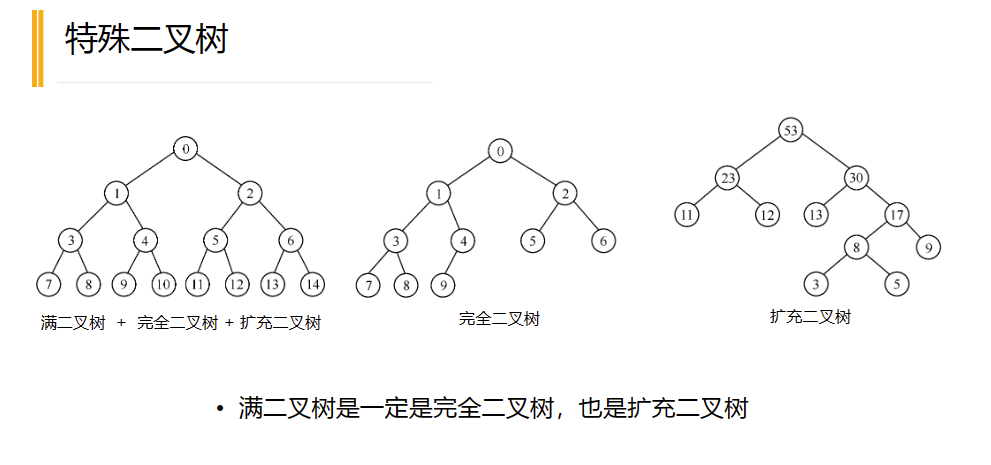 特殊二叉树
0
1 2
3 4 5 6
7 8 9 10 11 12 13 14
满二叉树 + 完全二叉树 + 扩充二叉树
0
1 2
3 4 5 6
7 8 9
完全二叉树
53
23 30
11 12 13 17
8 9
3 5
扩充二叉树
• 满二叉树是一定是完全二叉树，也是扩充二叉树